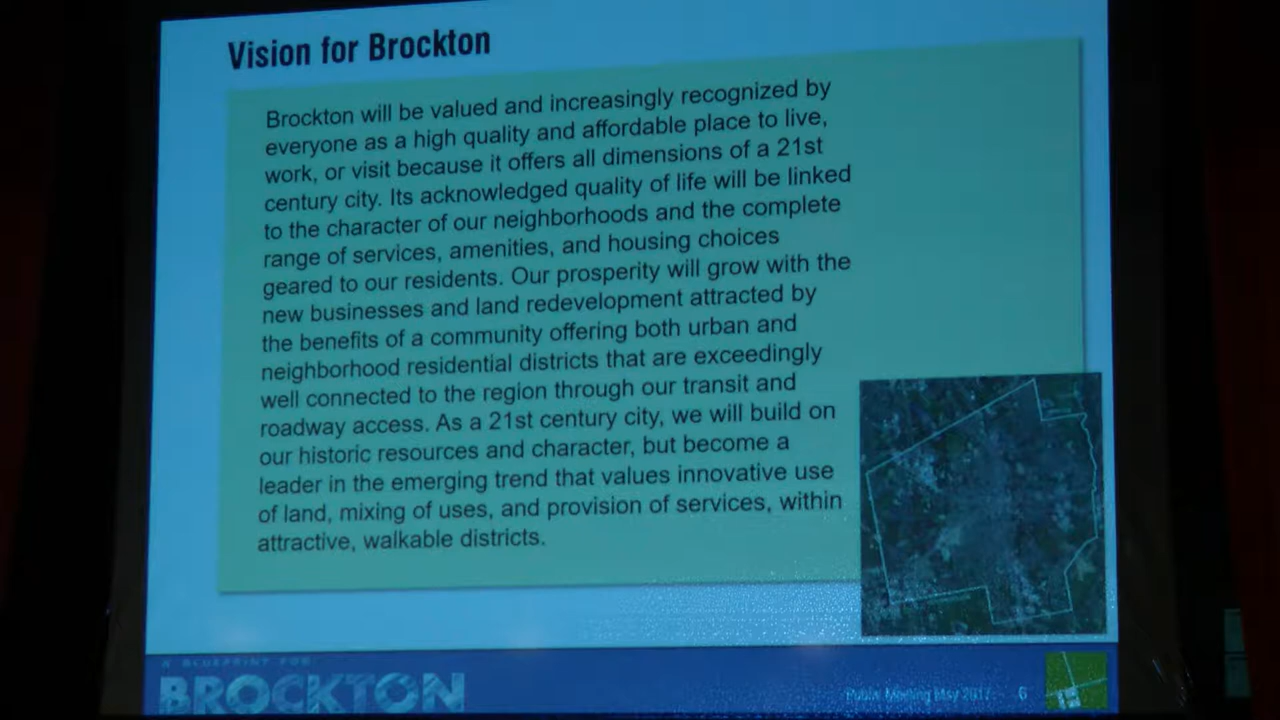 Vision for Brockton
Brockton will be valued and increasingly recognized by
everyone as a high quality and affordable place to live,
work, or visit because it offers all dimensions of a 21st
century city. Its acknowledged quality of life will be linked
to the character of our neighborhoods and the complete
range of services, amenities, and housing choices
geared to our residents. Our prosperity will grow with the
new businesses and land redevelopment attracted by
the benefits of a community offering both urban and
neighborhood residential districts that are exceedingly
well connected to the region through our transit and
roadway access. As a 21st century city, we will build on
our historic resources and character, but become a
leader in the emerging trend that values innovative use
of land, mixing of uses, and provision of services, within
attractive, walkable districts.
A BLUEPRINT FOR
BROCKTON
Public Meeting May 2017
6